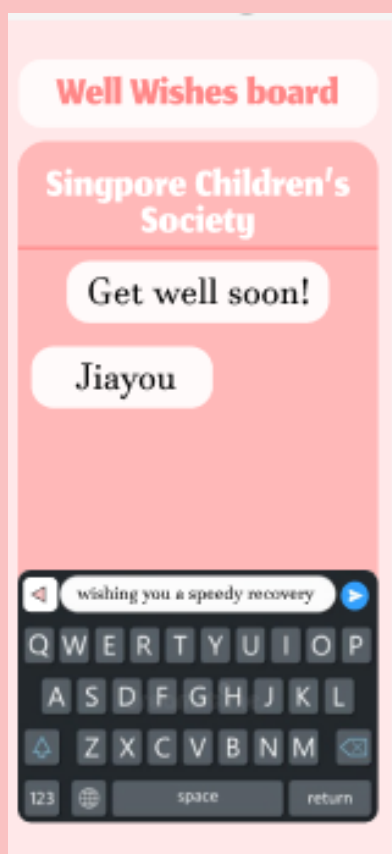 Well Wishes board
Singpore Children's
Society
Get well soon!
Jiayou
wishing you a speedy recovery
Q W E R T Y U I O P
A S D F G H J K L
Z X C V B N M
123 space return